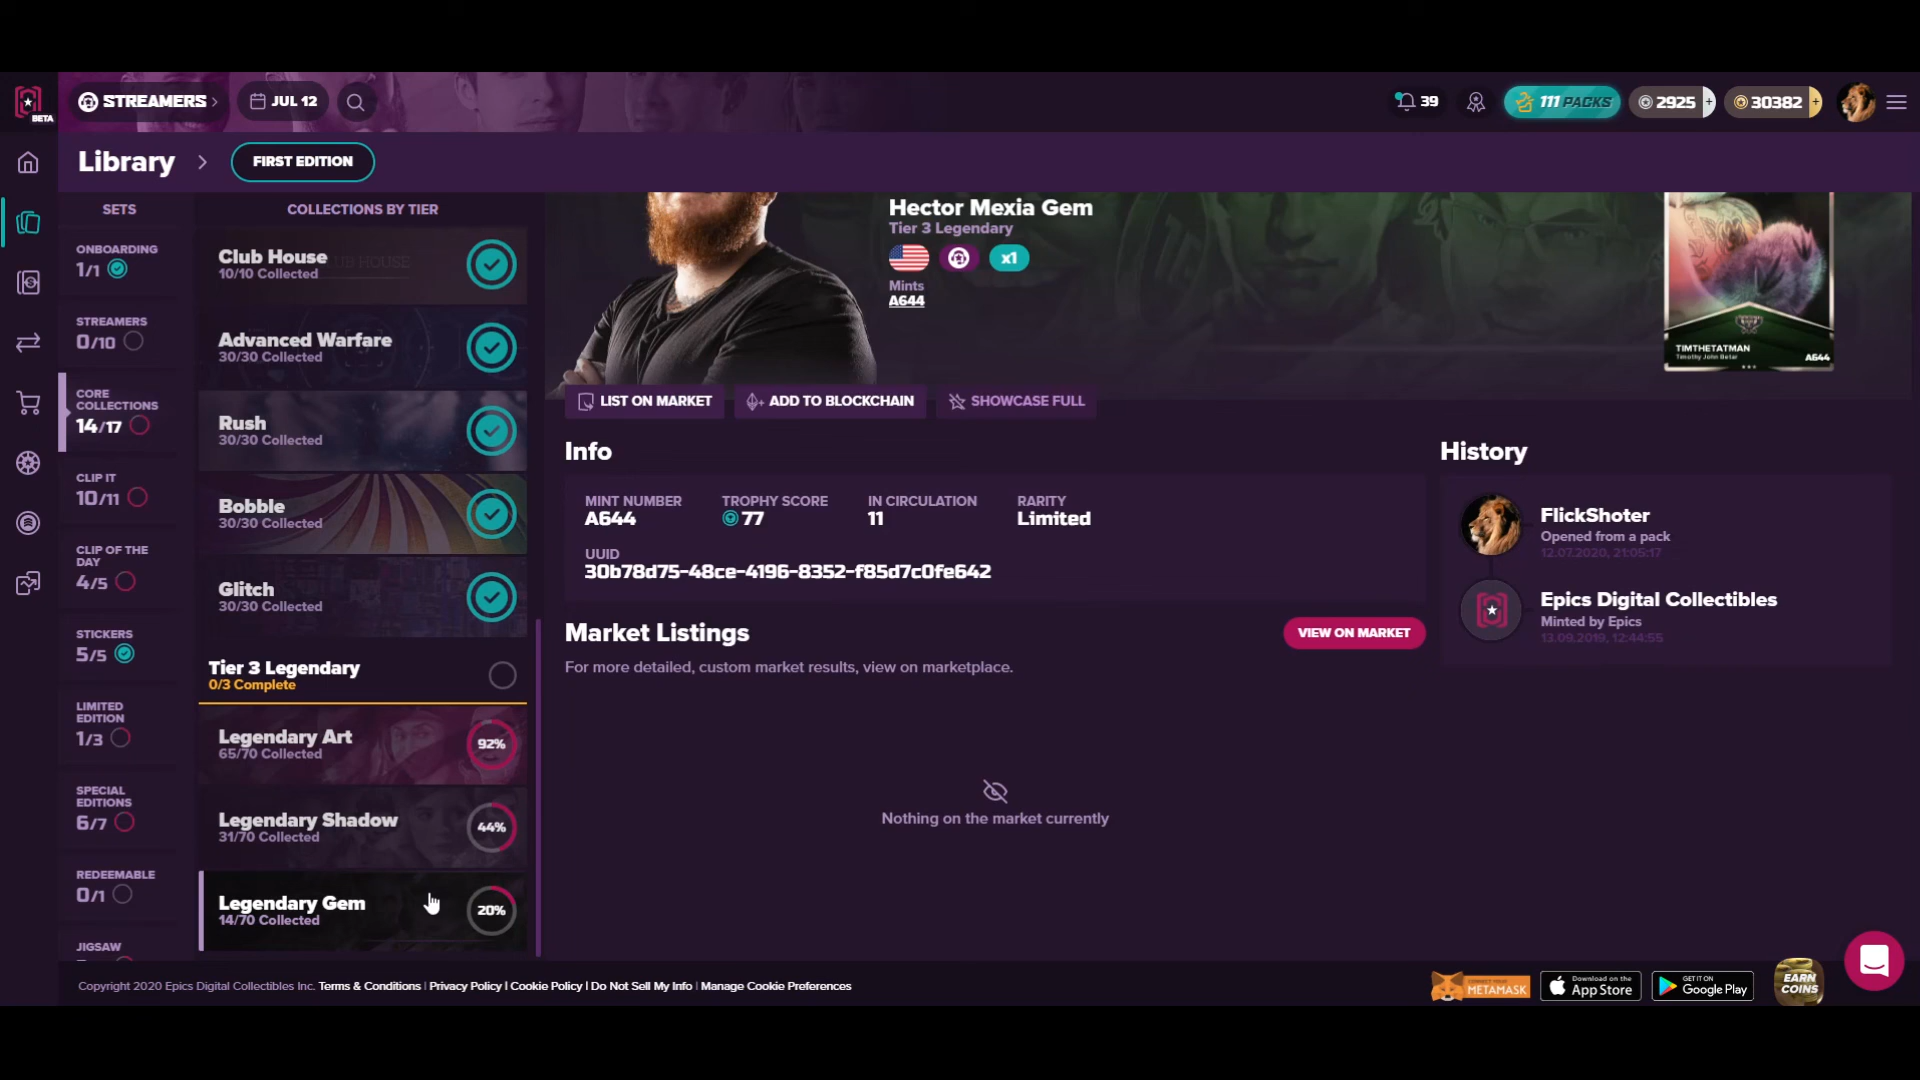 BETA
STREAMERS
JUL 12
39
111 PACKS
2925 +
30382 +
Library
FIRST EDITION
SETS
ONBOARDING
1/1
STREAMERS
0/10
CORE
COLLECTIONS
14/17
CLIP IT
10/11
CLIP OF THE
DAY
4/5
STICKERS
5/5
LIMITED
EDITION
1/3
SPECIAL
EDITIONS
6/7
REDEEMABLE
0/1
JIGSAW
COLLECTIONS BY TIER
Club House
10/10 Collected
Advanced Warfare
30/30 Collected
Rush
30/30 Collected
Bobble
30/30 Collected
Glitch
30/30 Collected
Tier 3 Legendary
0/3 Complete
Legendary Art
65/70 Collected
92%
Legendary Shadow
31/70 Collected
44%
Legendary Gem
14/70 Collected
20%
Hector Mexia Gem
Tier 3 Legendary
x1
Mints
A644
TIMTHETATMAN
Timothy John Betar
A644
LIST ON MARKET
ADD TO BLOCKCHAIN
SHOWCASE FULL
Info
MINT NUMBER
A644
TROPHY SCORE
77
IN CIRCULATION
11
RARITY
Limited
UUID
30b78d75-48ce-4196-8352-f85d7c0fe642
Market Listings
VIEW ON MARKET
For more detailed, custom market results, view on marketplace.
Nothing on the market currently
History
FlickShoter
Opened from a pack
12.07.2020, 21:05:17
Epics Digital Collectibles
Minted by Epics
13.09.2019, 12:44:55
Copyright 2020 Epics Digital Collectibles Inc. Terms & Conditions | Privacy Policy | Cookie Policy | Do Not Sell My Info | Manage Cookie Preferences
METAMASK
Download on the
App Store
GET IT ON
Google Play
EARN
COINS